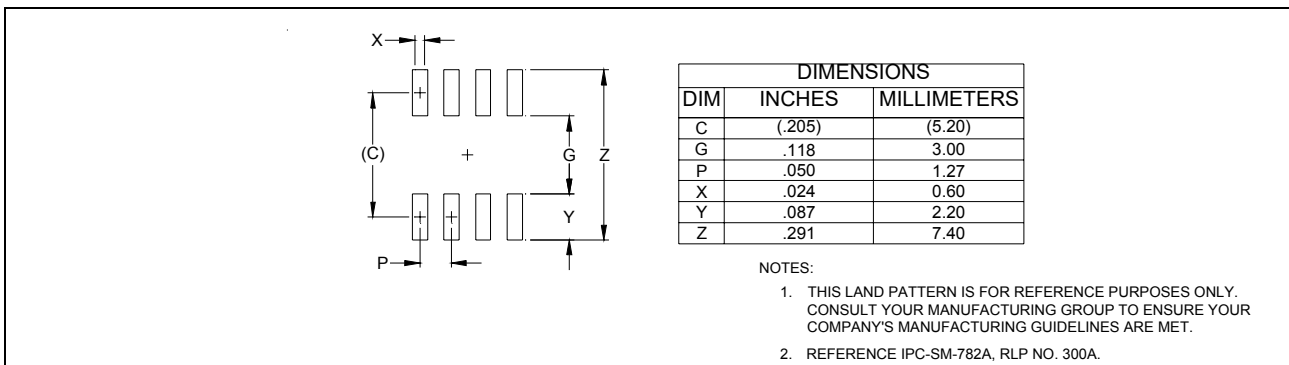 X
(C)
G
Z
Y
P
DIMENSIONS
DIM INCHES MILLIMETERS
C (.205) (5.20)
G .118 3.00
P .050 1.27
X .024 0.60
Y .087 2.20
Z .291 7.40
NOTES:
1. THIS LAND PATTERN IS FOR REFERENCE PURPOSES ONLY.
CONSULT YOUR MANUFACTURING GROUP TO ENSURE YOUR
COMPANY'S MANUFACTURING GUIDELINES ARE MET.
2. REFERENCE IPC-SM-782A, RLP NO. 300A.